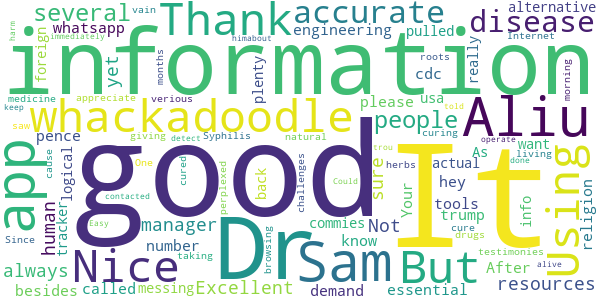 several Thank accurate disease alternative
whatsapp engineering pulled
foreign vain Internet
harm immediately months himabout roots
information
yet plenty cdc really
medicine appreciate verious morning
keep saw told
whackadoodle please usa people Aliu
pence giving detect Syphilis natural curing
app logical
good It using
cause One cured perplexed herbs As want operate trou
human tracker Easy back challenges sure actual living done
Dr Sam But Your hey tools info religion
manager Could Not trump cure
Since contacted number commies know drugs
always Nice taking browsing After testimonies alive
besides called messing Excellent demand essential resources